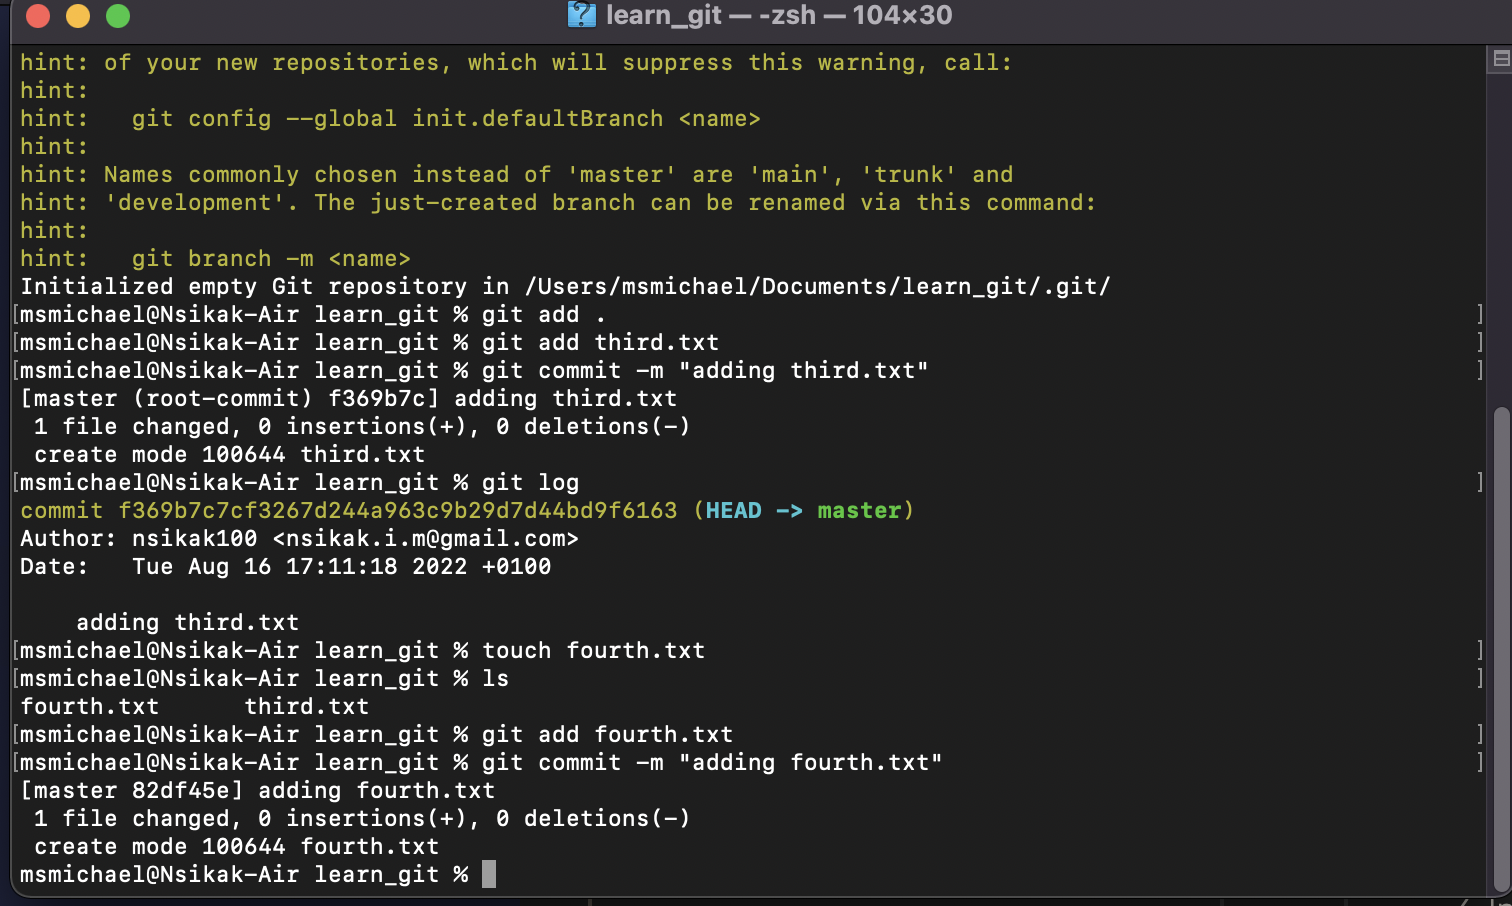 learn_git — -zsh — 104×30
hint: of your new repositories, which will suppress this warning, call:
hint:
hint:   git config --global init.defaultBranch <name>
hint:
hint: Names commonly chosen instead of 'master' are 'main', 'trunk' and
hint: 'development'. The just-created branch can be renamed via this command:
hint:
hint:   git branch -m <name>
Initialized empty Git repository in /Users/msmichael/Documents/learn_git/.git/
[msmichael@Nsikak-Air learn_git % git add . ]
[msmichael@Nsikak-Air learn_git % git add third.txt ]
[msmichael@Nsikak-Air learn_git % git commit -m "adding third.txt" ]
[master (root-commit) f369b7c] adding third.txt
 1 file changed, 0 insertions(+), 0 deletions(-)
 create mode 100644 third.txt
[msmichael@Nsikak-Air learn_git % git log ]
commit f369b7c7cf3267d244a963c9b29d7d44bd9f6163 (HEAD -> master)
Author: nsikak100 <nsikak.i.m@gmail.com>
Date:   Tue Aug 16 17:11:18 2022 +0100
    adding third.txt
[msmichael@Nsikak-Air learn_git % touch fourth.txt ]
[msmichael@Nsikak-Air learn_git % ls ]
fourth.txt      third.txt
[msmichael@Nsikak-Air learn_git % git add fourth.txt ]
[msmichael@Nsikak-Air learn_git % git commit -m "adding fourth.txt" ]
[master 82df45e] adding fourth.txt
 1 file changed, 0 insertions(+), 0 deletions(-)
 create mode 100644 fourth.txt
msmichael@Nsikak-Air learn_git %